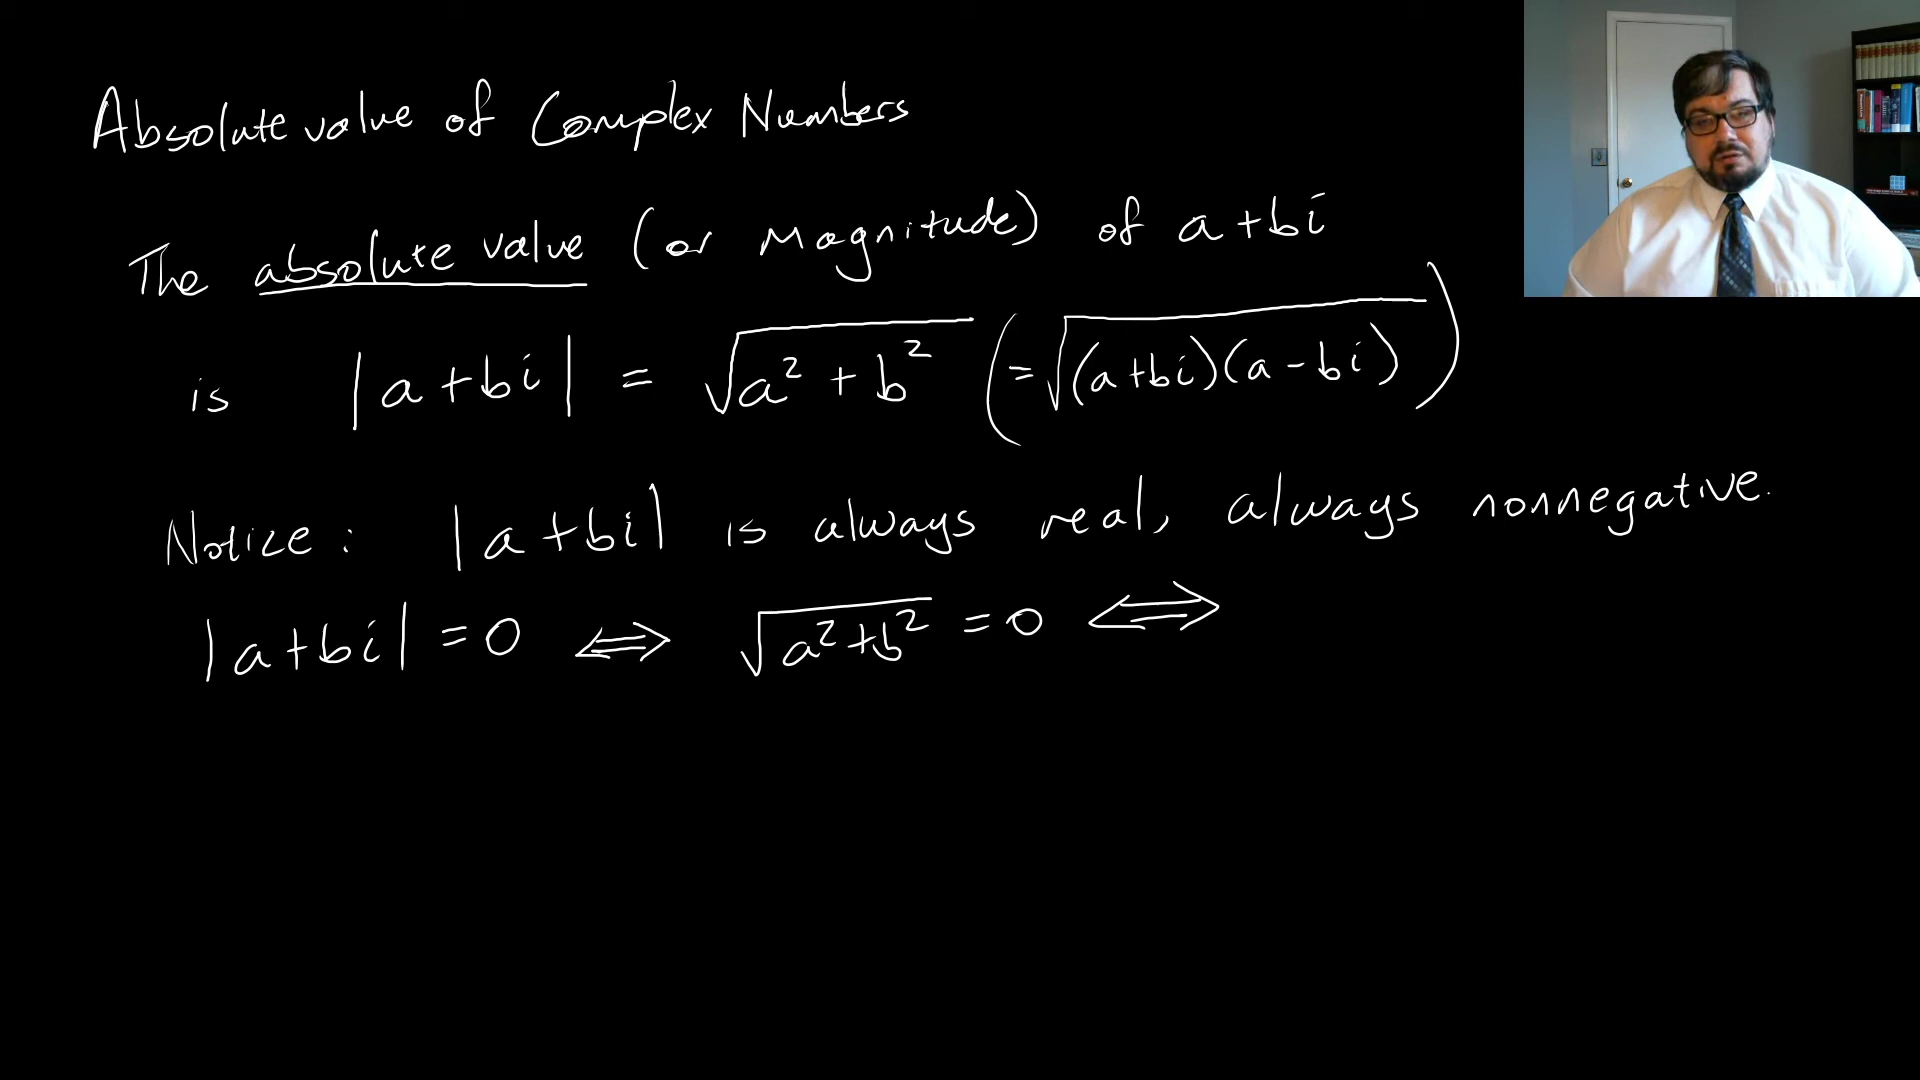 Absolute value of Complex Numbers
The absolute value (or magnitude) of a+bi
is |a+bi| = √(a² + b²) (=√((a+bi)(a-bi)))
Notice: |a+bi| is always real, always nonnegative.
|a+bi| = 0 ⟺ √(a²+b²) = 0 ⟺